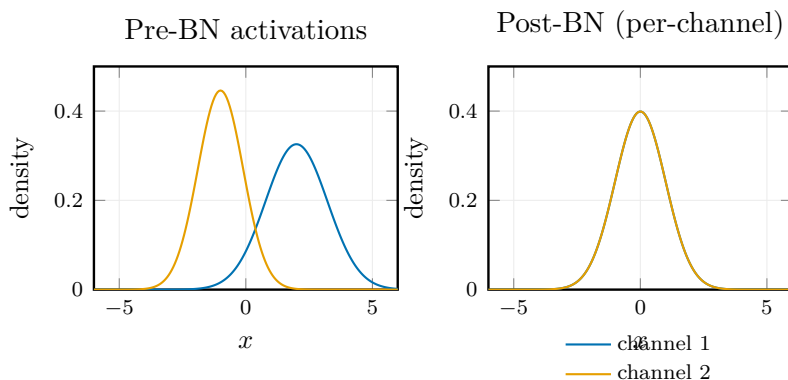 Pre-BN activations
density
0.4
0.2
0
−5
0
5
x
Post-BN (per-channel)
density
0.4
0.2
0
−5
0
5
x
channel 1
channel 2